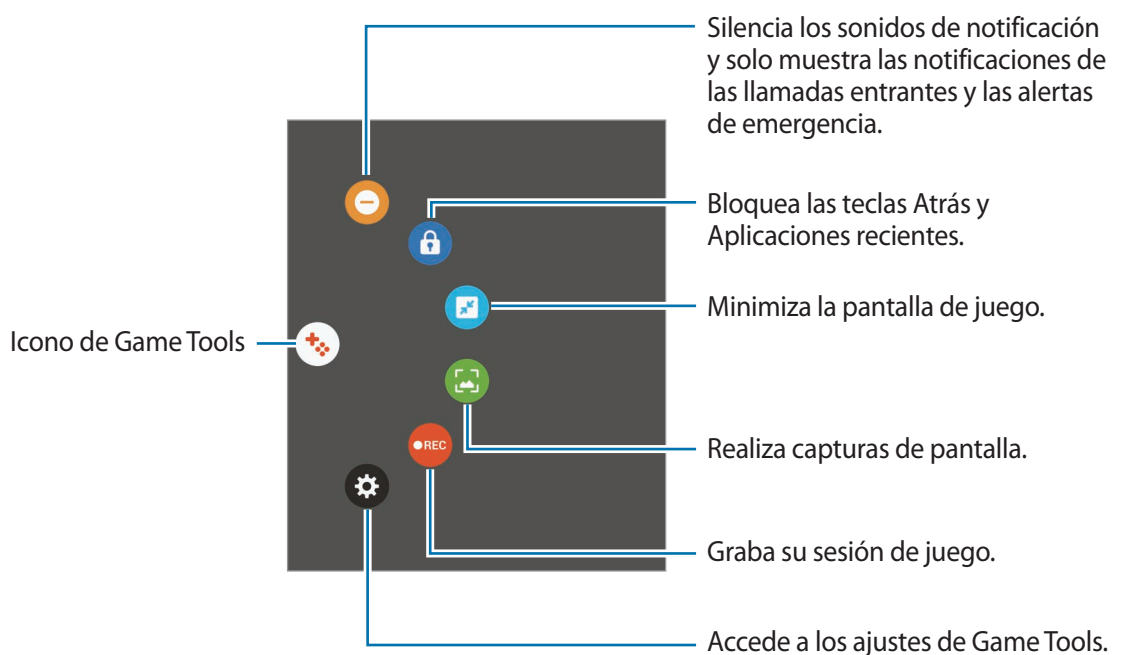 Silencia los sonidos de notificación
y solo muestra las notificaciones de
las llamadas entrantes y las alertas
de emergencia.
Bloquea las teclas Atrás y
Aplicaciones recientes.
Minimiza la pantalla de juego.
Icono de Game Tools
Realiza capturas de pantalla.
REC
Graba su sesión de juego.
Accede a los ajustes de Game Tools.